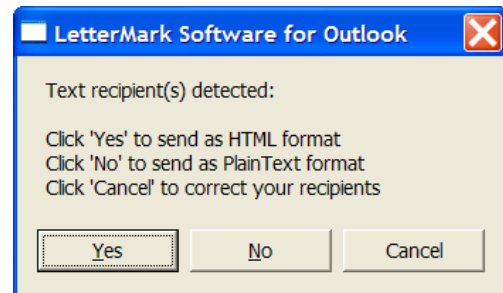 LetterMark Software for Outlook
Text recipient(s) detected:
Click 'Yes' to send as HTML format
Click 'No' to send as PlainText format
Click 'Cancel' to correct your recipients
Yes No Cancel